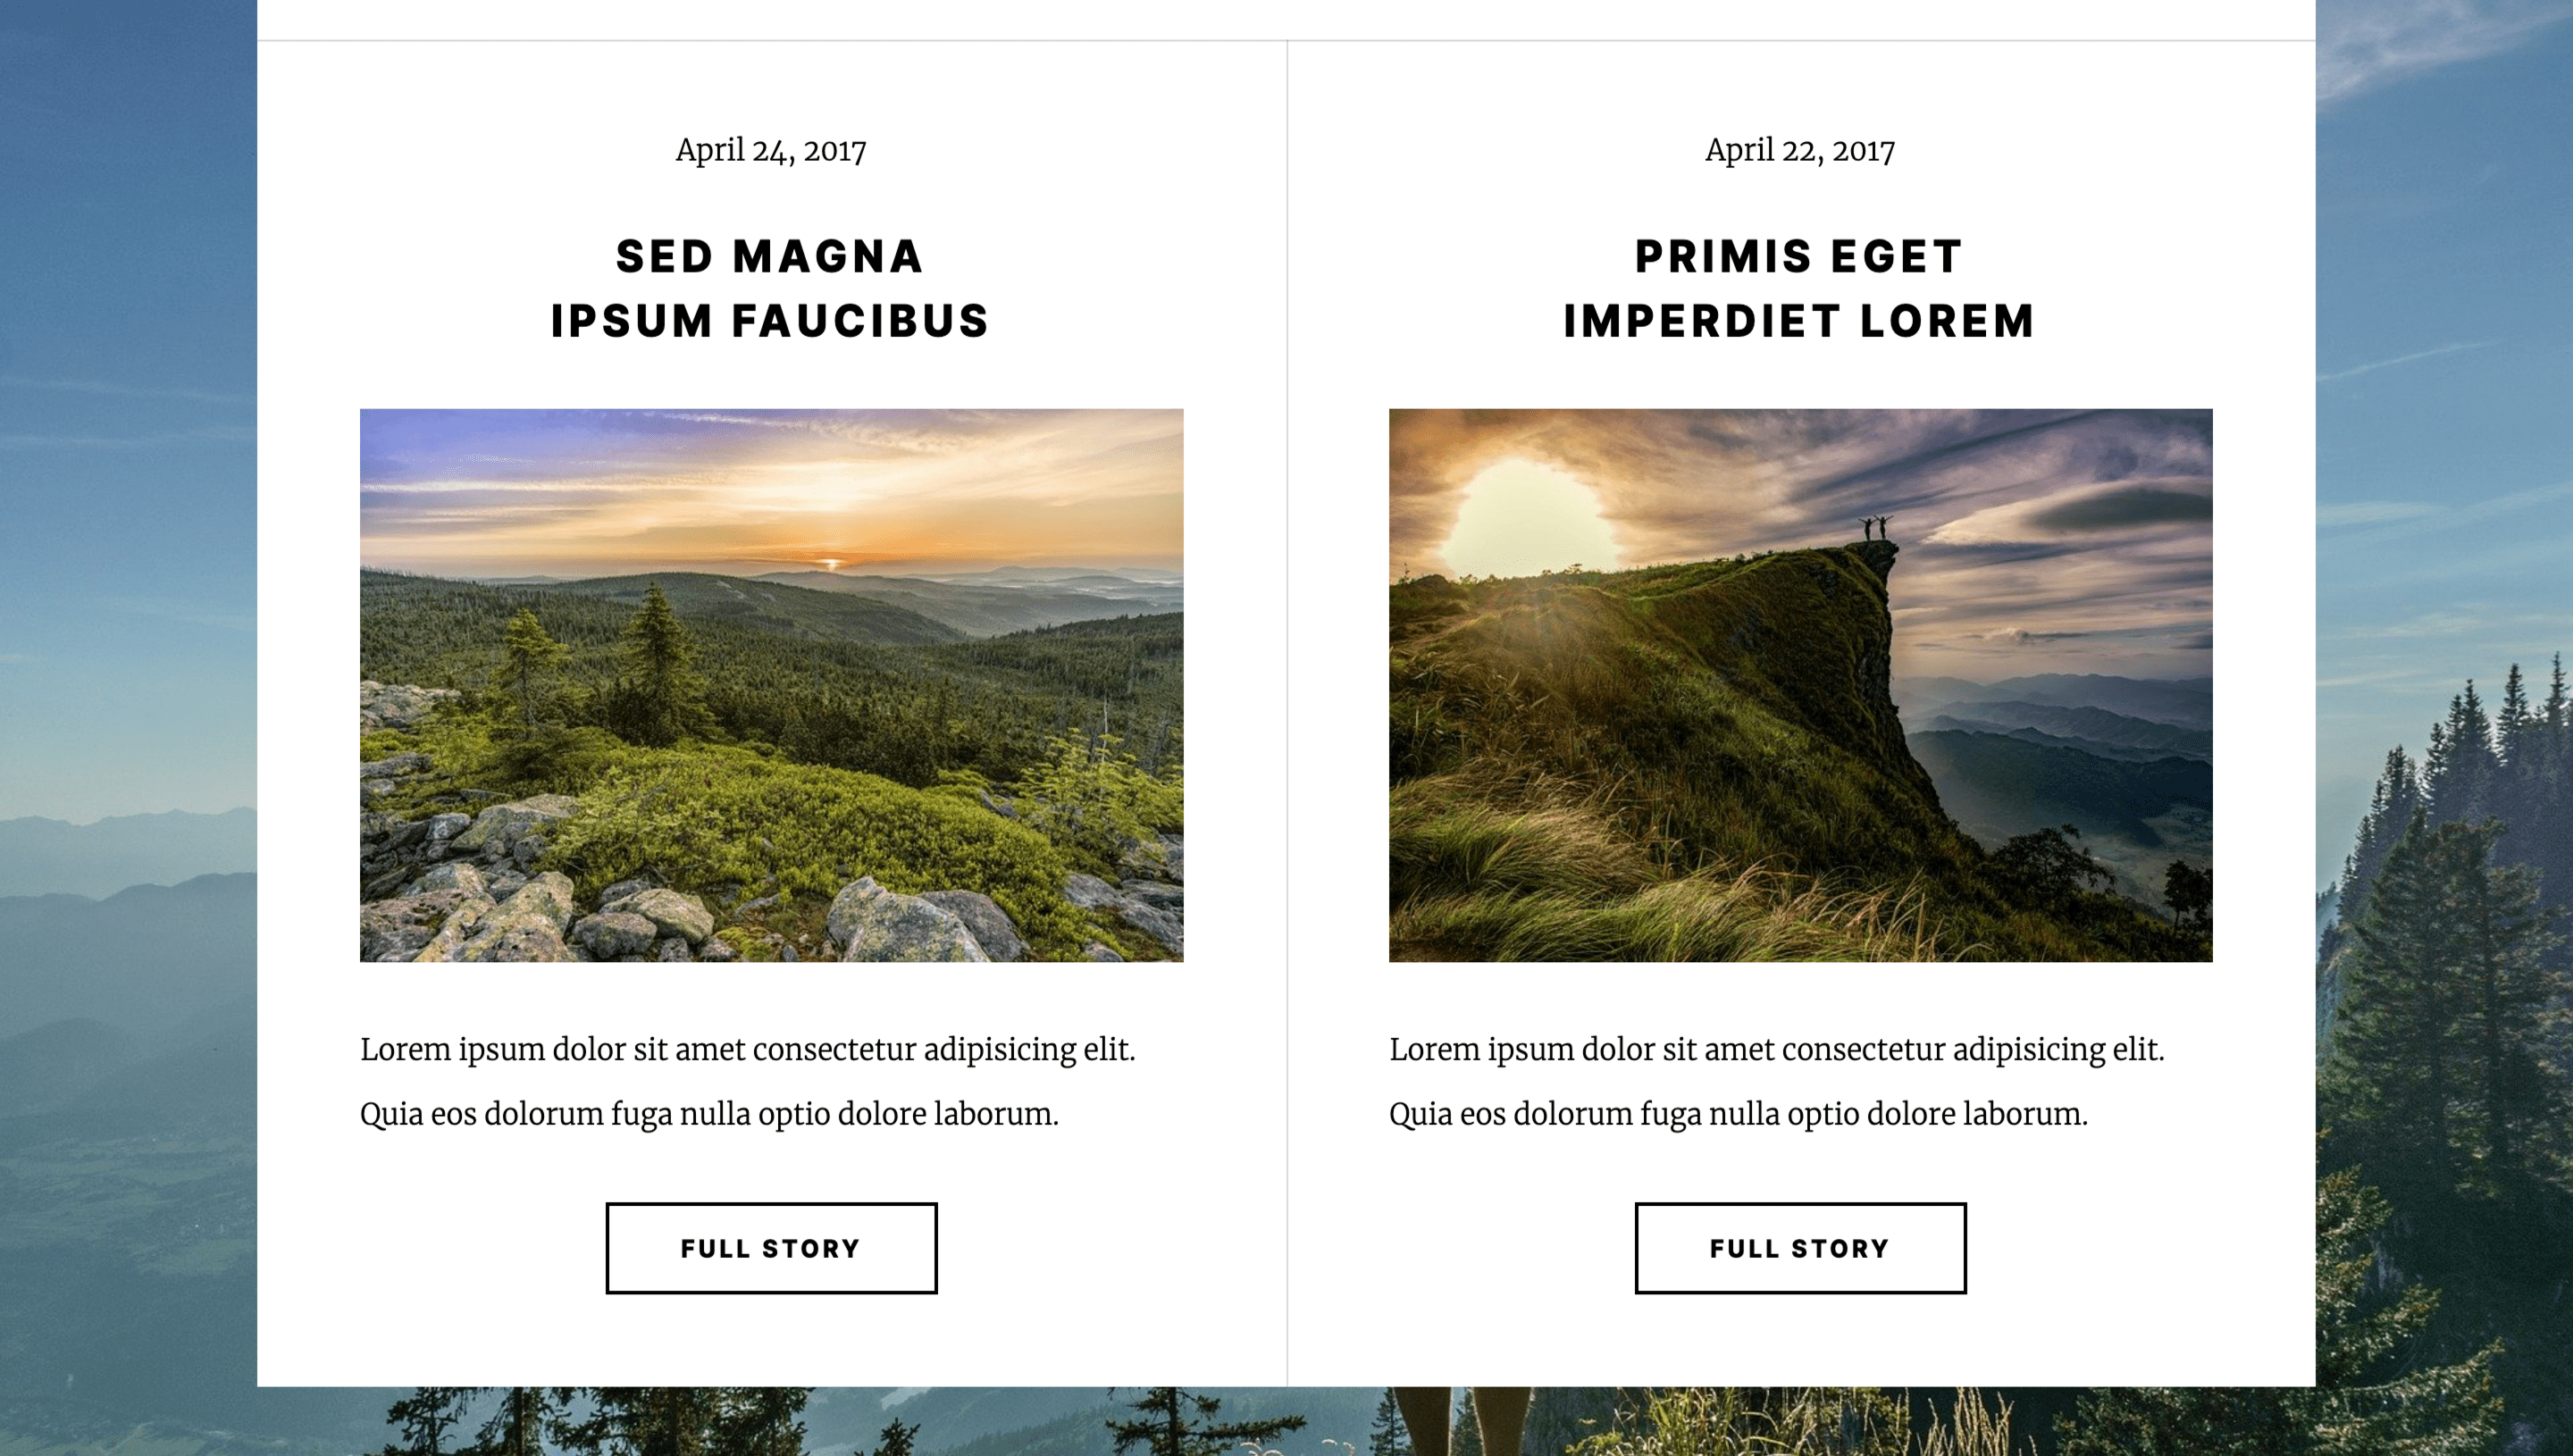 April 24, 2017
SED MAGNA
IPSUM FAUCIBUS
Lorem ipsum dolor sit amet consectetur adipisicing elit.
Quia eos dolorum fuga nulla optio dolore laborum.
FULL STORY
April 22, 2017
PRIMIS EGET
IMPERDIET LOREM
Lorem ipsum dolor sit amet consectetur adipisicing elit.
Quia eos dolorum fuga nulla optio dolore laborum.
FULL STORY